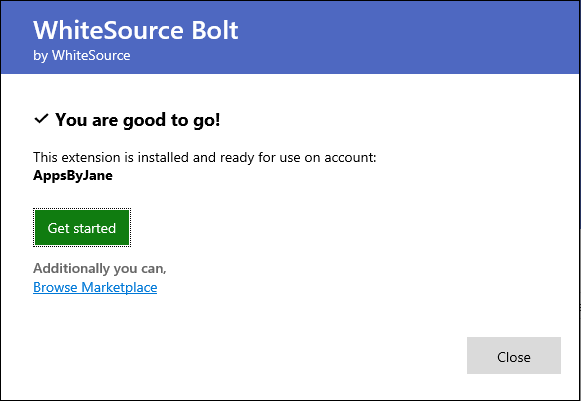 WhiteSource Bolt
by WhiteSource
You are good to go!
This extension is installed and ready for use on account:
AppsByJane
Get started
Additionally you can,
Browse Marketplace
Close